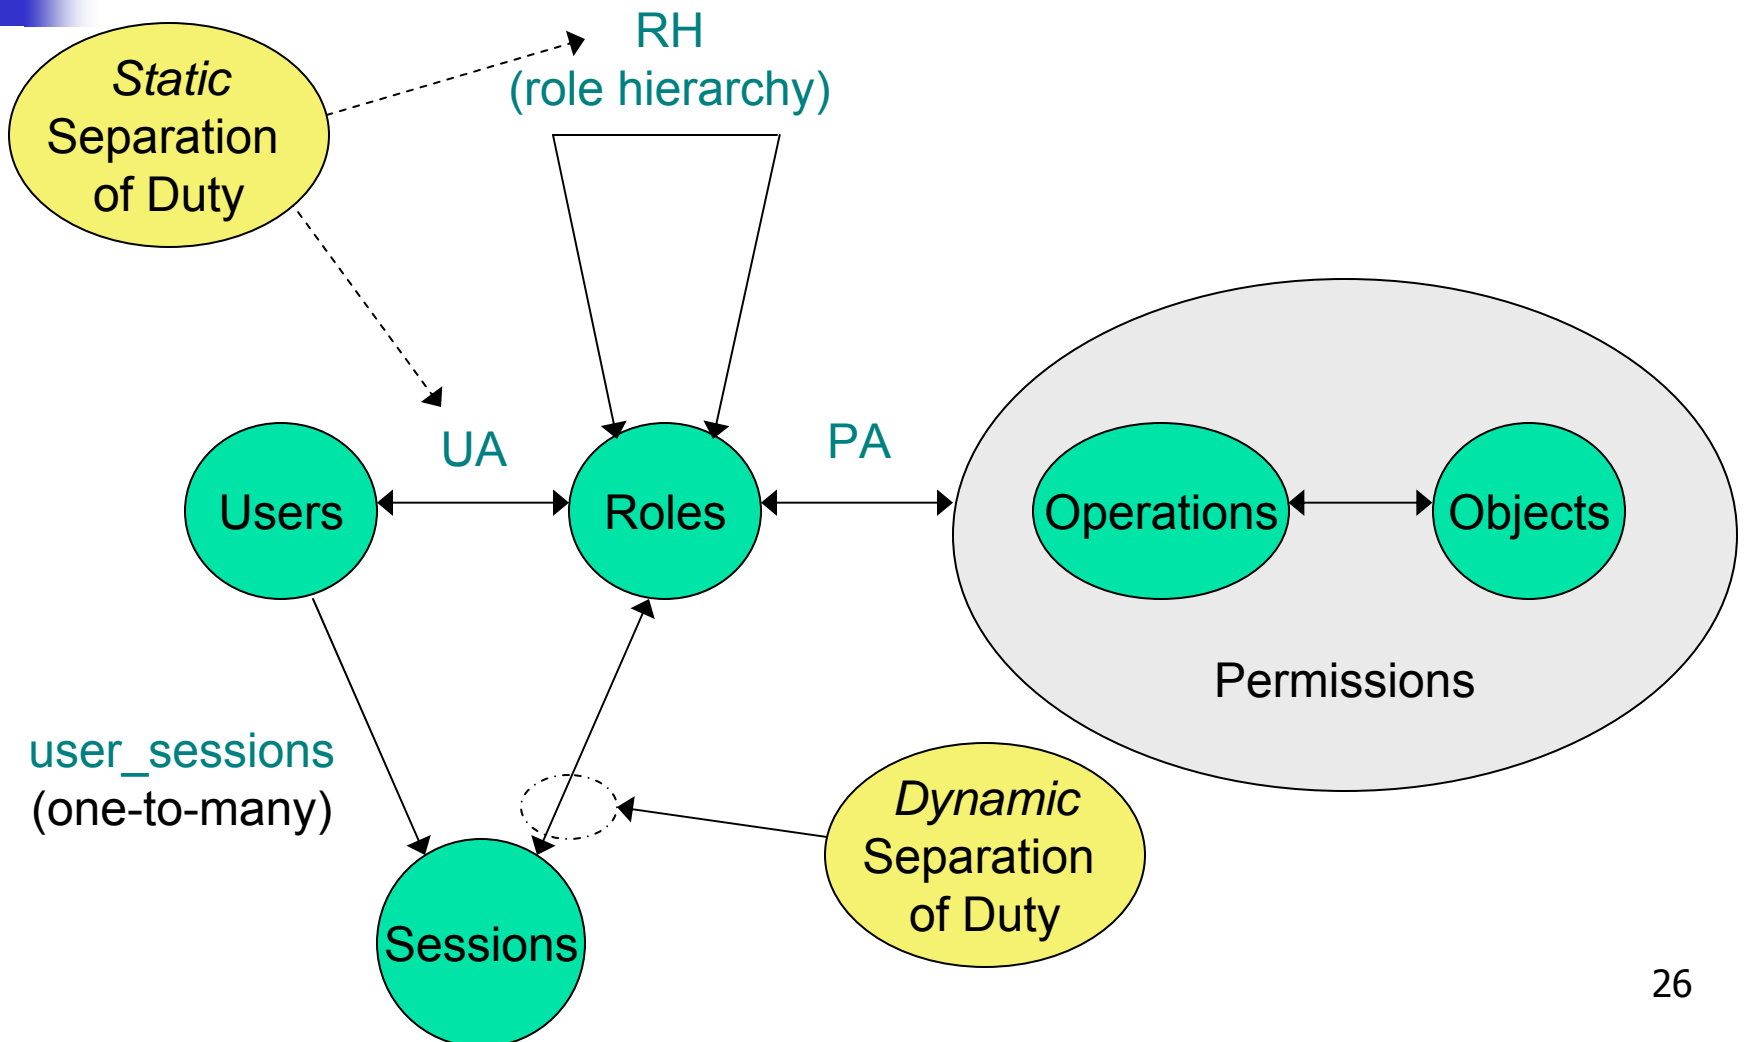 RH
(role hierarchy)
Static
Separation
of Duty
UA
PA
Users
Roles
Operations
Objects
Permissions
user_sessions
(one-to-many)
Dynamic
Separation
of Duty
Sessions
26